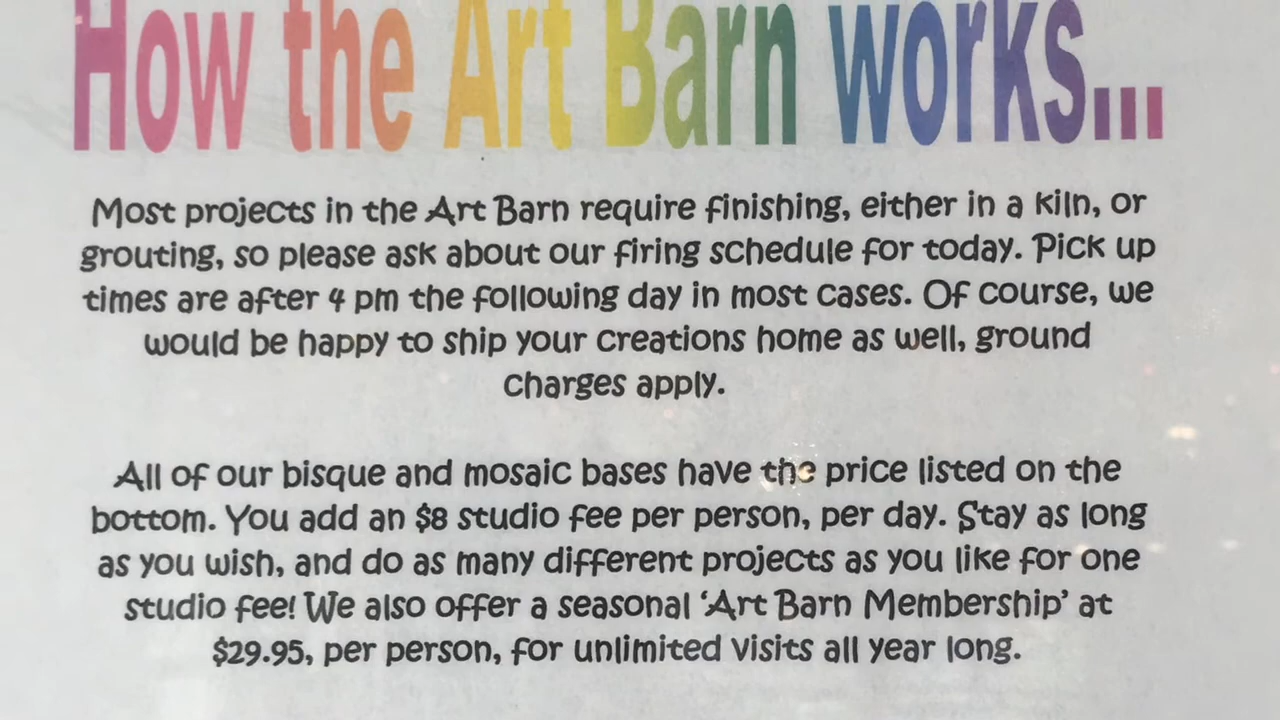 How the Art Barn works...
Most projects in the Art Barn require finishing, either in a kiln, or
grouting, so please ask about our firing schedule for today. Pick up
times are after 4 pm the following day in most cases. Of course, we
would be happy to ship your creations home as well, ground
charges apply.
All of our bisque and mosaic bases have the price listed on the
bottom. You add an $8 studio fee per person, per day. Stay as long
as you wish, and do as many different projects as you like for one
studio fee! We also offer a seasonal ‘Art Barn Membership’ at
$29.95, per person, for unlimited visits all year long.